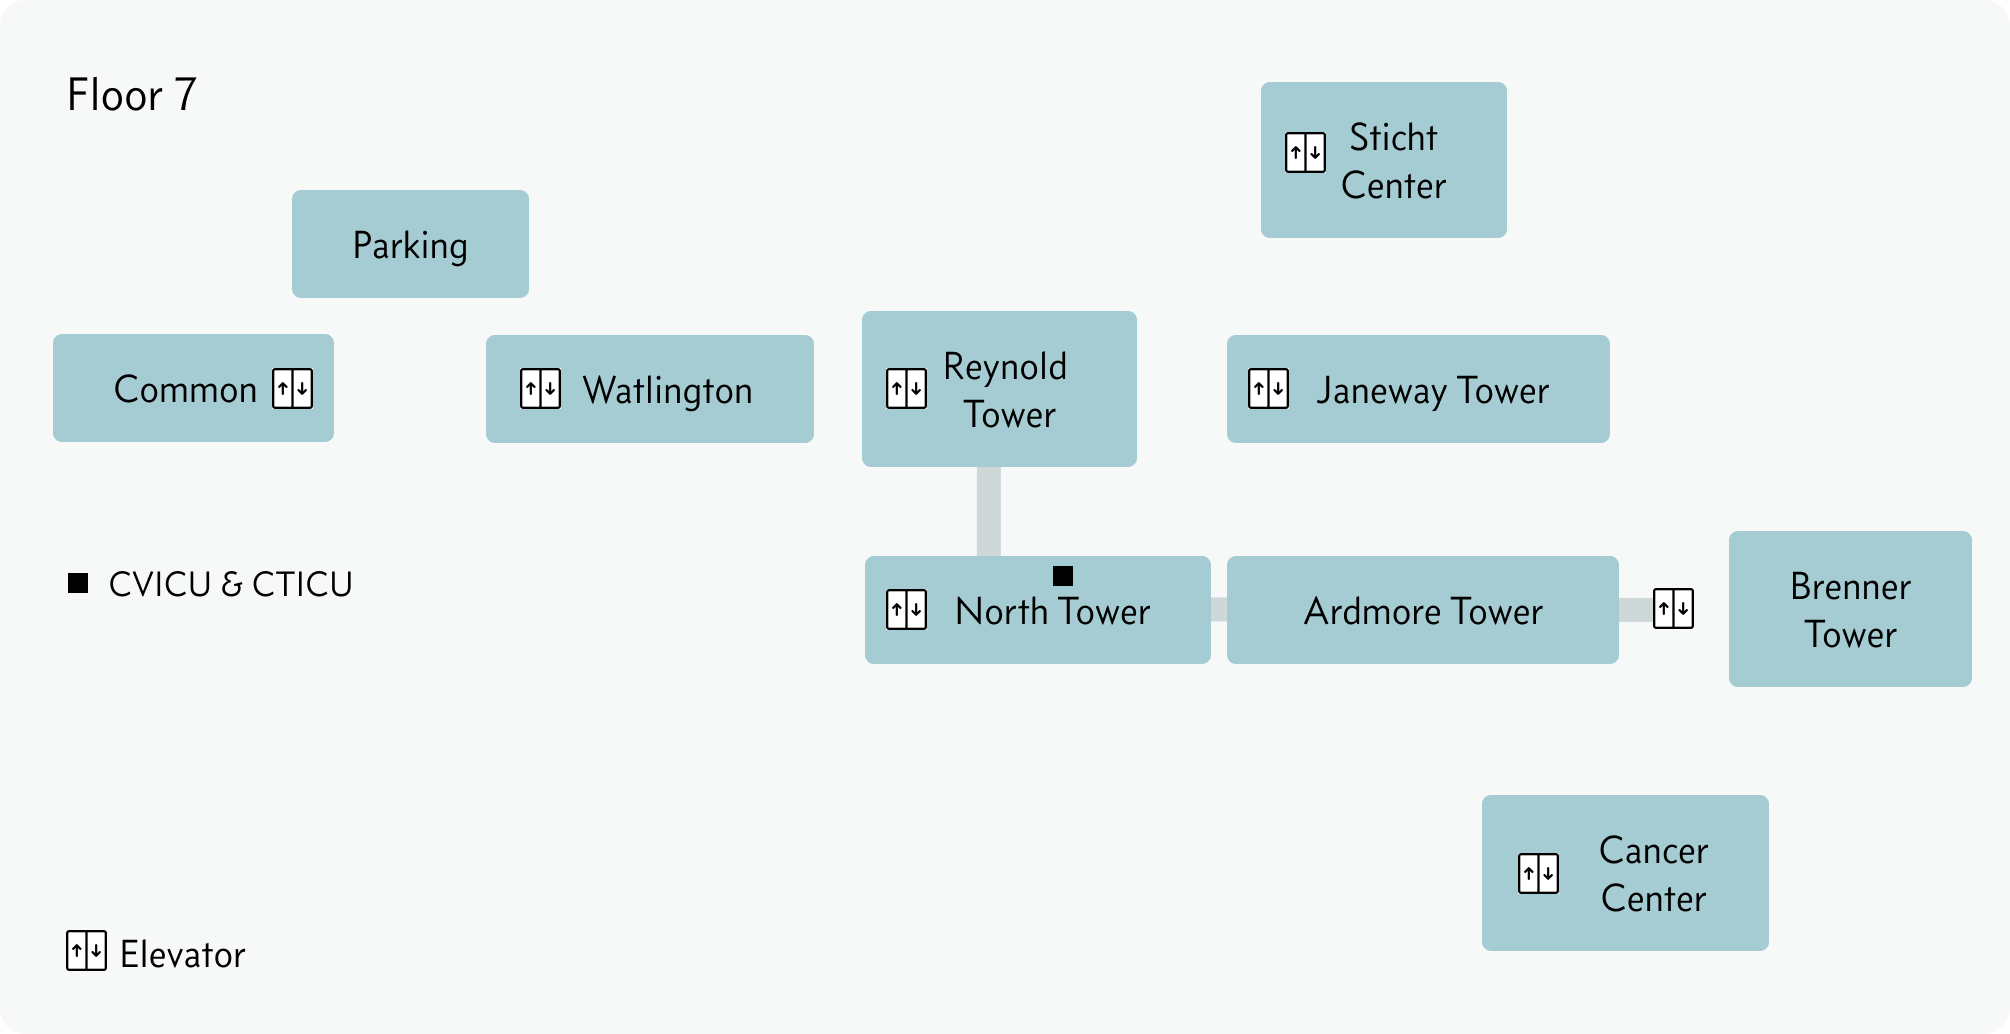 Floor 7
Sticht
Center
Parking
Common
Watlington
Reynold
Tower
Janeway Tower
CVICU & CTICU
North Tower
Ardmore Tower
Brenner
Tower
Cancer
Center
Elevator